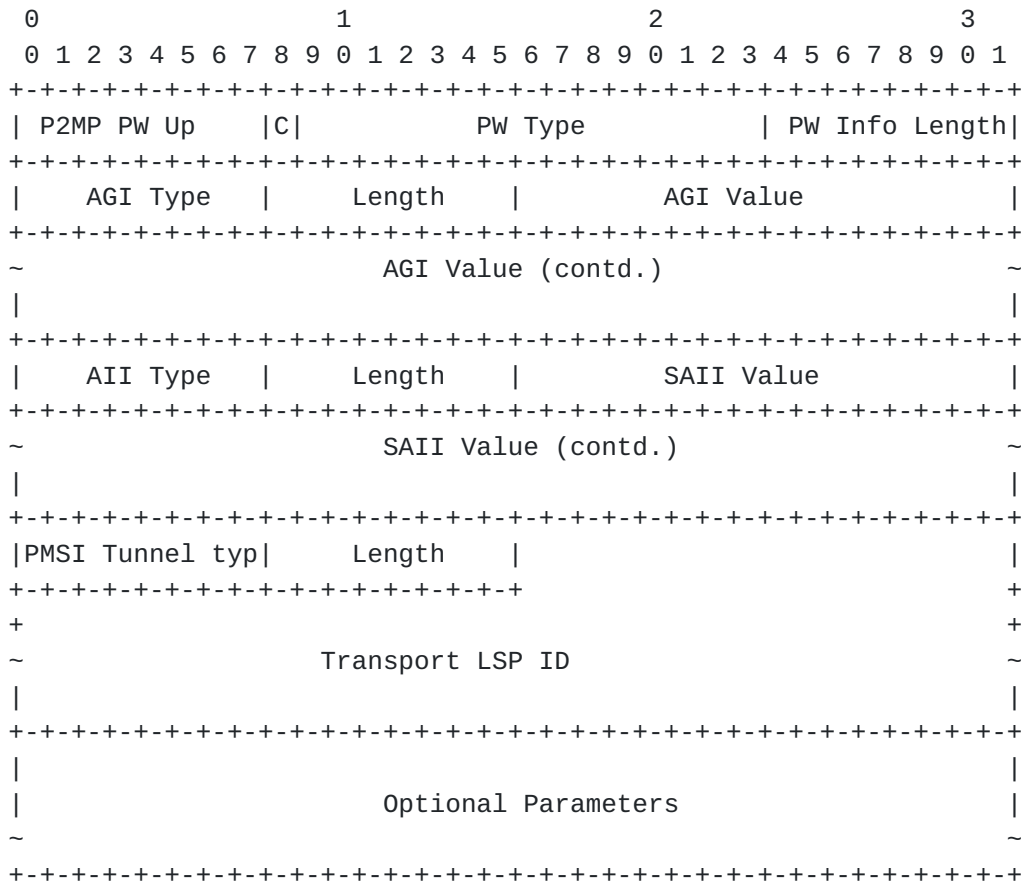 0                   1                   2                   3
 0 1 2 3 4 5 6 7 8 9 0 1 2 3 4 5 6 7 8 9 0 1 2 3 4 5 6 7 8 9 0 1
+-+-+-+-+-+-+-+-+-+-+-+-+-+-+-+-+-+-+-+-+-+-+-+-+-+-+-+-+-+-+-+-+
| P2MP PW Up    |C|           PW Type           | PW Info Length|
+-+-+-+-+-+-+-+-+-+-+-+-+-+-+-+-+-+-+-+-+-+-+-+-+-+-+-+-+-+-+-+-+
|    AGI Type   |     Length    |         AGI Value             |
+-+-+-+-+-+-+-+-+-+-+-+-+-+-+-+-+-+-+-+-+-+-+-+-+-+-+-+-+-+-+-+-+
~                       AGI Value (contd.)                      ~
|                                                               |
+-+-+-+-+-+-+-+-+-+-+-+-+-+-+-+-+-+-+-+-+-+-+-+-+-+-+-+-+-+-+-+-+
|    AII Type   |     Length    |         SAII Value            |
+-+-+-+-+-+-+-+-+-+-+-+-+-+-+-+-+-+-+-+-+-+-+-+-+-+-+-+-+-+-+-+-+
~                       SAII Value (contd.)                     ~
|                                                               |
+-+-+-+-+-+-+-+-+-+-+-+-+-+-+-+-+-+-+-+-+-+-+-+-+-+-+-+-+-+-+-+-+
|PMSI Tunnel typ|     Length    |                               |
+-+-+-+-+-+-+-+-+-+-+-+-+-+-+-+-+                               +
+                                                               +
~                   Transport LSP ID                            ~
|                                                               |
+-+-+-+-+-+-+-+-+-+-+-+-+-+-+-+-+-+-+-+-+-+-+-+-+-+-+-+-+-+-+-+-+
|                                                               |
|                       Optional Parameters                     |
~                                                               ~
+-+-+-+-+-+-+-+-+-+-+-+-+-+-+-+-+-+-+-+-+-+-+-+-+-+-+-+-+-+-+-+-+